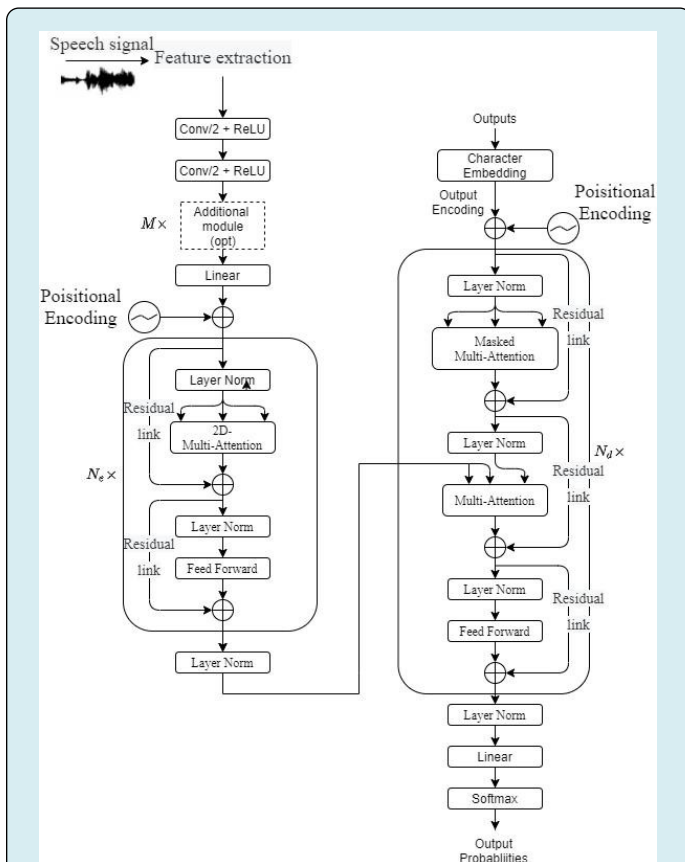 Speech signal
Feature extraction
Conv/2 + ReLU
Conv/2 + ReLU
M×
Additional
module
(opt)
Linear
Poisitional
Encoding
Layer Norm
Residual
link
2D-
Multi-Attention
Nₑ×
Layer Norm
Residual
link
Feed Forward
Layer Norm
Outputs
Character
Embedding
Output
Encoding
Poisitional
Encoding
Layer Norm
Residual
link
Masked
Multi-Attention
Layer Norm
N_d×
Residual
link
Multi-Attention
Layer Norm
Residual
link
Feed Forward
Layer Norm
Linear
Softmax
Output
Probabliities